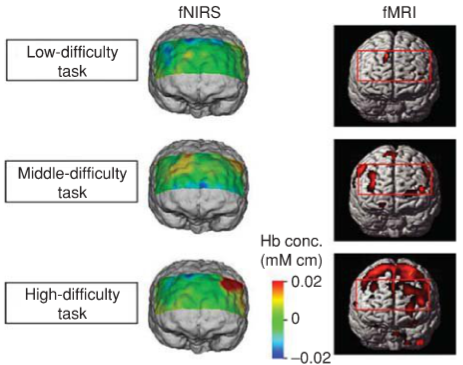 fNIRS
fMRI
Low-difficulty
task
Middle-difficulty
task
Hb conc.
(mM cm)
0.02
0
−0.02
High-difficulty
task